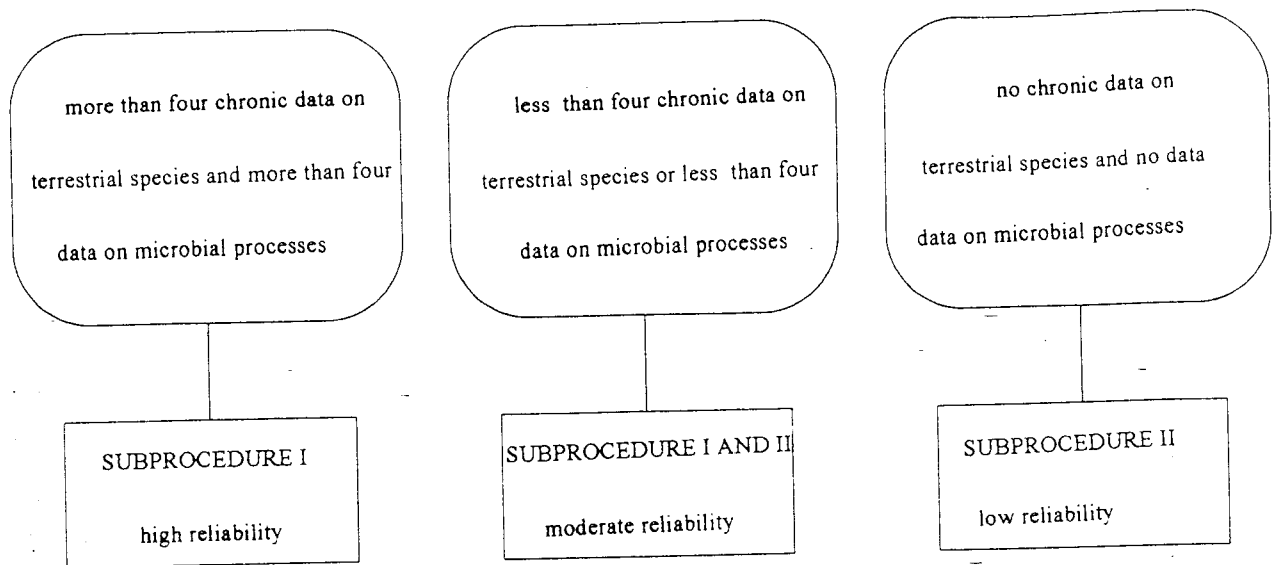 more than four chronic data on
terrestrial species and more than four
data on microbial processes
less than four chronic data on
terrestrial species or less than four
data on microbial processes
no chronic data on
terrestrial species and no data
data on microbial processes
SUBPROCEDURE I
high reliability
SUBPROCEDURE I AND II
moderate reliability
SUBPROCEDURE II
low reliability